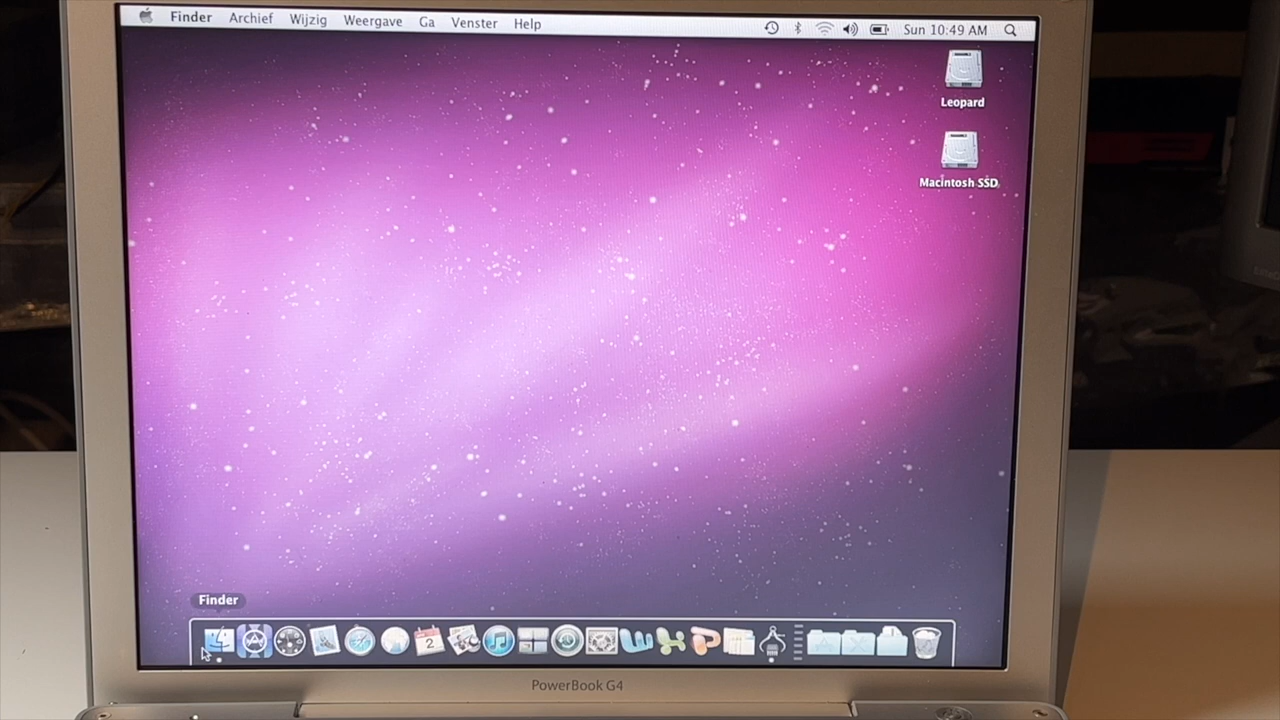 Finder Archief Wijzig Weergave Ga Venster Help Sun 10:49 AM
Leopard
Macintosh SSD
Finder
2
PowerBook G4